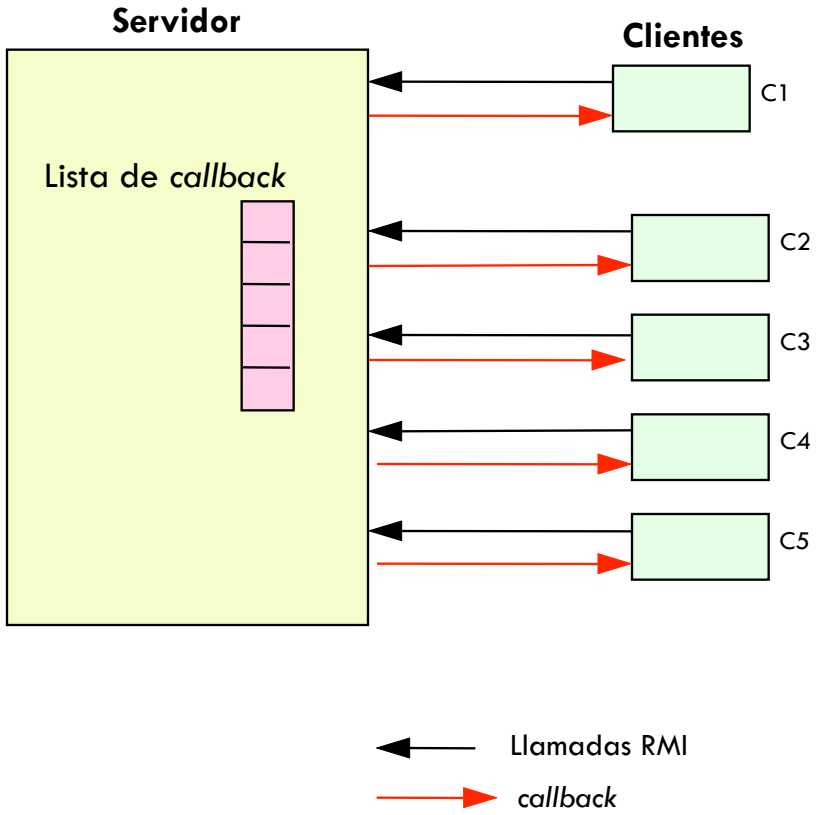 Servidor
Clientes
C1
Lista de callback
C2
C3
C4
C5
Llamadas RMI
callback